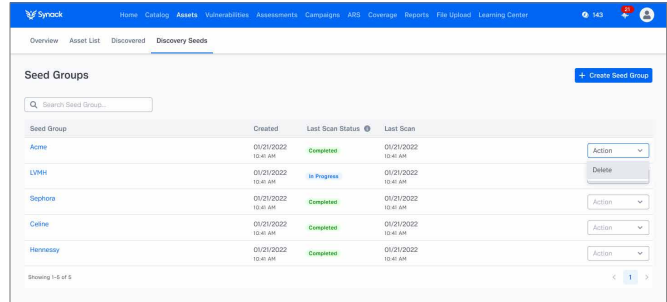 Synack Home Catalog Assets Vulnerabilities Assessments Campaigns ARS Coverage Reports File Upload Learning Center 143 21
Overview Asset List Discovered Discovery Seeds
Seed Groups
+ Create Seed Group
Search Seed Group...
Seed Group Created Last Scan Status Last Scan
Acme 01/21/2022 Completed 01/21/2022 Action
10:41 AM 10:41 AM
Delete
LVMH 01/21/2022 In Progress 01/21/2022
10:41 AM 10:41 AM
Sephora 01/21/2022 Completed 01/21/2022 Action
10:41 AM 10:41 AM
Celine 01/21/2022 Completed 01/21/2022 Action
10:41 AM 10:41 AM
Hennessy 01/21/2022 Completed 01/21/2022 Action
10:41 AM 10:41 AM
Showing 1-5 of 5 < 1 >